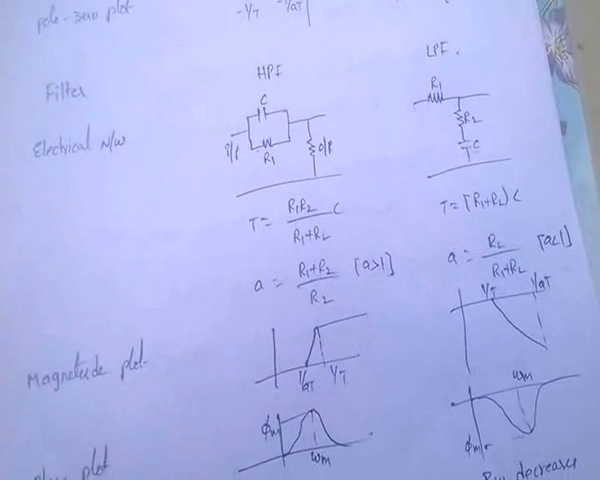 pole-zero plot -1/T -1/aT
Filter HPF LPF.
Electrical N/W
C
R1
i/p
o/p
R1
R2
C
T = R1R2/R1+R2 C
T = (R1+R2)C
a = R1+R2/R2 [a>1]
a = R2/R1+R2 [a<1]
Magnitude plot
1/aT 1/T
1/T 1/aT
ϕm
ωm
ωm
ϕm
plot
decreases